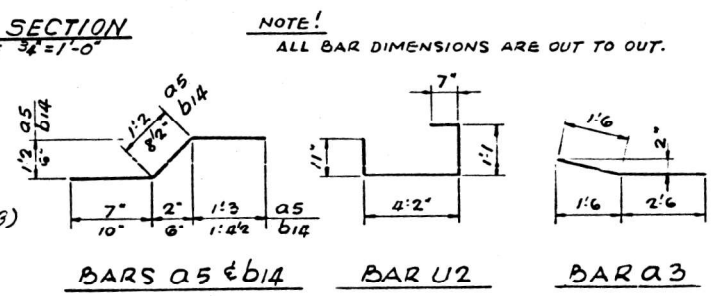 SECTION
3/4"=1'-0"
NOTE!
ALL BAR DIMENSIONS ARE OUT TO OUT.
a5
b14
1'2
6"
1'2
8½"
a5
b14
7"
10"
2"
6"
1'3
1'4½
a5
b14
BARS a5 & b14
7"
11"
1'1
4'2"
BAR U2
1'6
2"
1'6
2'6
BAR a3